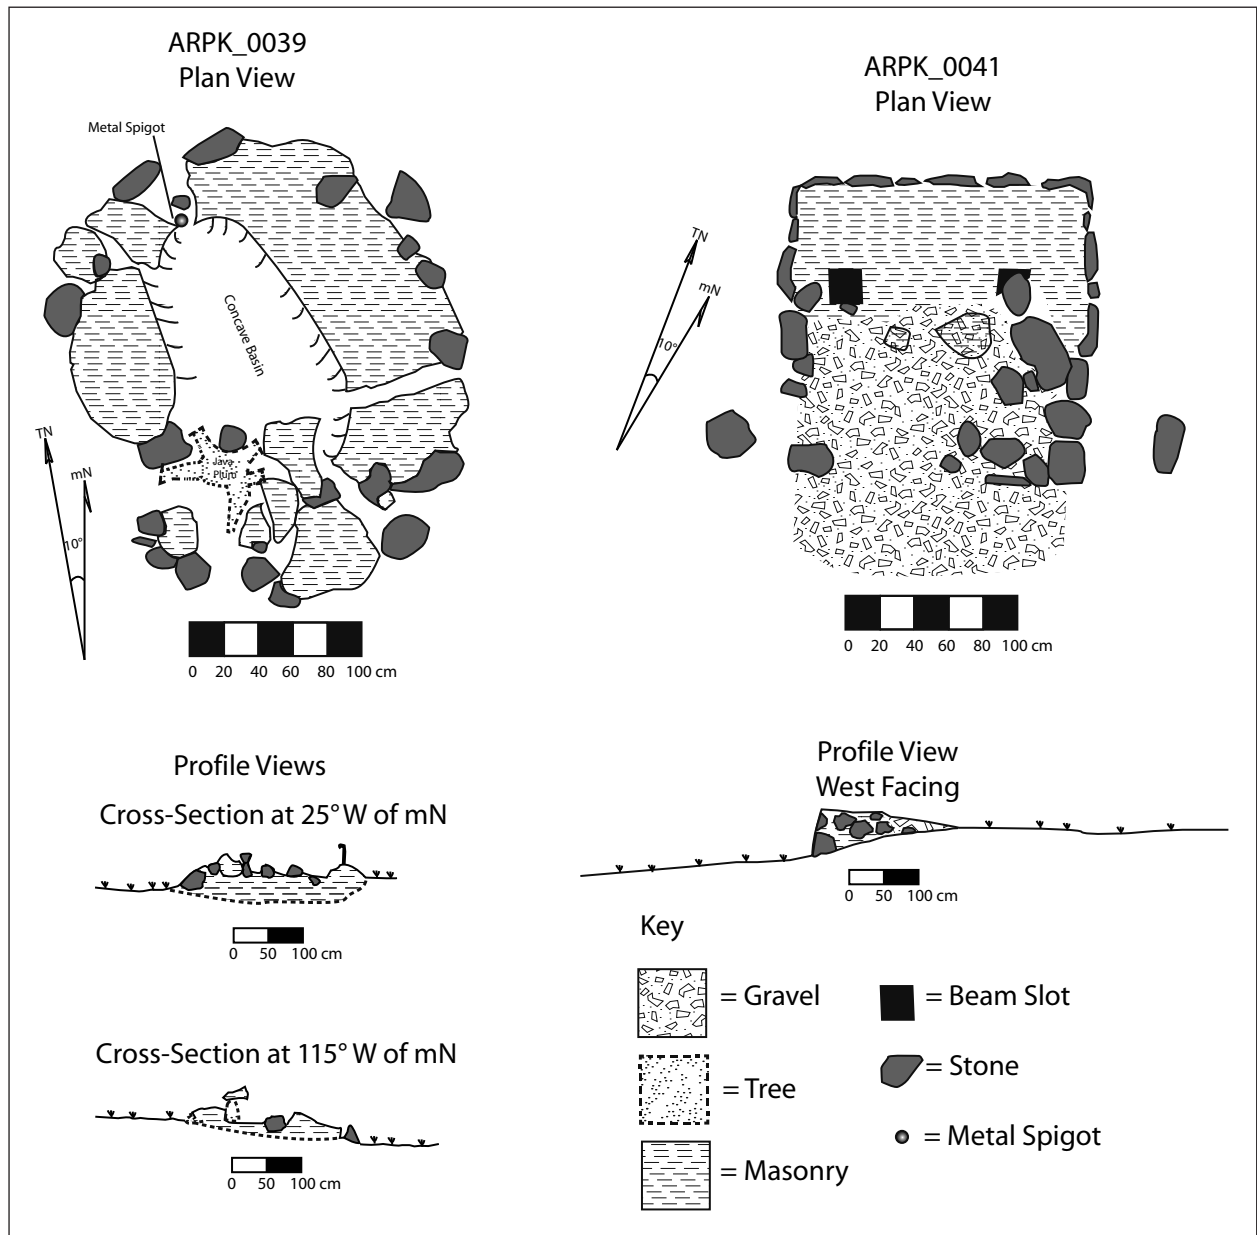 ARPK_0039
Plan View
Metal Spigot
Concave Basin
Java
Plum
TN
mN
10°
0 20 40 60 80 100 cm
ARPK_0041
Plan View
TN
mN
10°
0 20 40 60 80 100 cm
Profile Views
Cross-Section at 25° W of mN
0 50 100 cm
Cross-Section at 115° W of mN
0 50 100 cm
Profile View
West Facing
0 50 100 cm
Key
= Gravel
= Tree
= Masonry
= Beam Slot
= Stone
= Metal Spigot